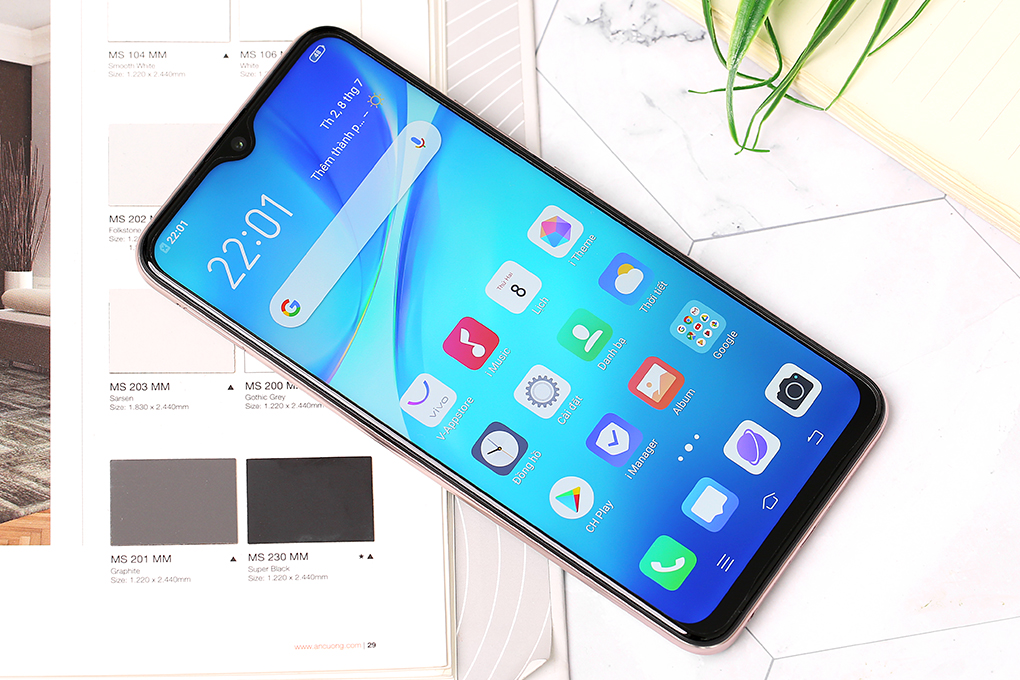 MS 104 MM
Smooth White
Size: 1.220 x 2.440mm
MS 106
White
MS 202
Folkstone
MS 203 MM
Sarsen
Size: 1.830 x 2.440mm
MS 200
Gothic Grey
Size: 1.220 x 2.440mm
MS 201 MM
Graphite
Size: 1.220 x 2.440mm
MS 230 MM
Super Black
Size: 1.220 x 2.440mm
www.ancuong.com | 29
22:01
22:01
Th 2, 8 thg 7
Thêm thành p... –
G
i Theme
Thứ Hai
8
Lịch
Thời tiết
i Music
Danh bạ
Google
vivo
V-Appstore
Cài đặt
Album
Đồng hồ
i Manager
CH Play